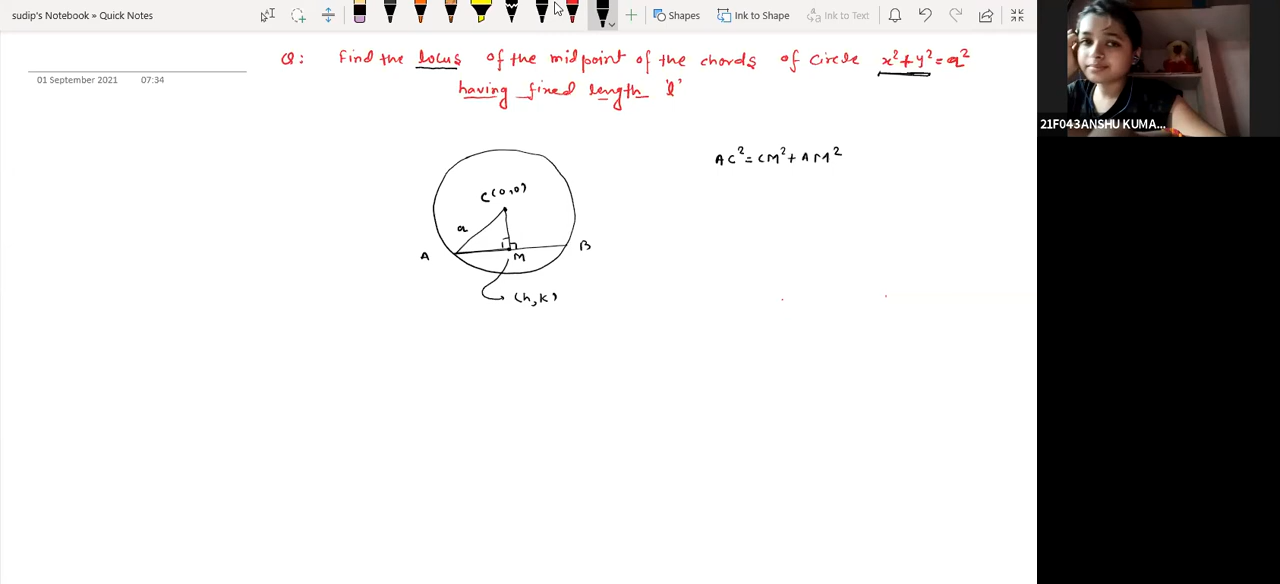 sudip's Notebook » Quick Notes
Shapes
Ink to Shape
Ink to Text
01 September 2021 07:34
Q: Find the locus of the midpoint of the chords of circle x²+y²=a²
having fixed length 'l'
AC²=CM²+AM²
C(0,0)
a
A
M
B
(h,k)
21F043ANSHU KUMA...